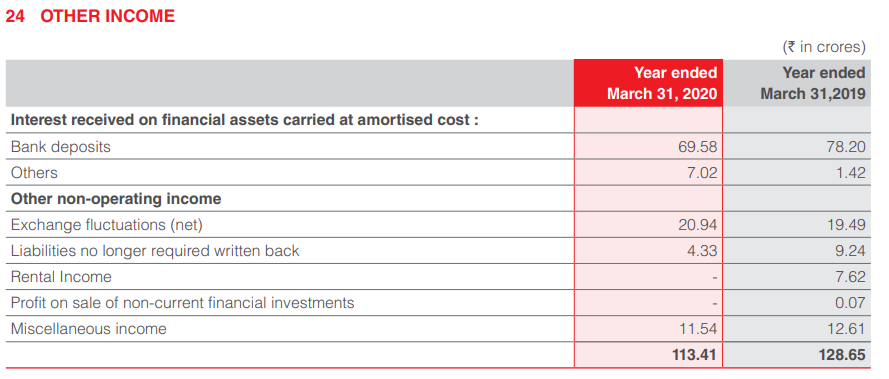 24 OTHER INCOME
(₹ in crores)
Year ended March 31, 2020 Year ended March 31,2019
Interest received on financial assets carried at amortised cost :
Bank deposits 69.58 78.20
Others 7.02 1.42
Other non-operating income
Exchange fluctuations (net) 20.94 19.49
Liabilities no longer required written back 4.33 9.24
Rental Income - 7.62
Profit on sale of non-current financial investments - 0.07
Miscellaneous income 11.54 12.61
113.41 128.65